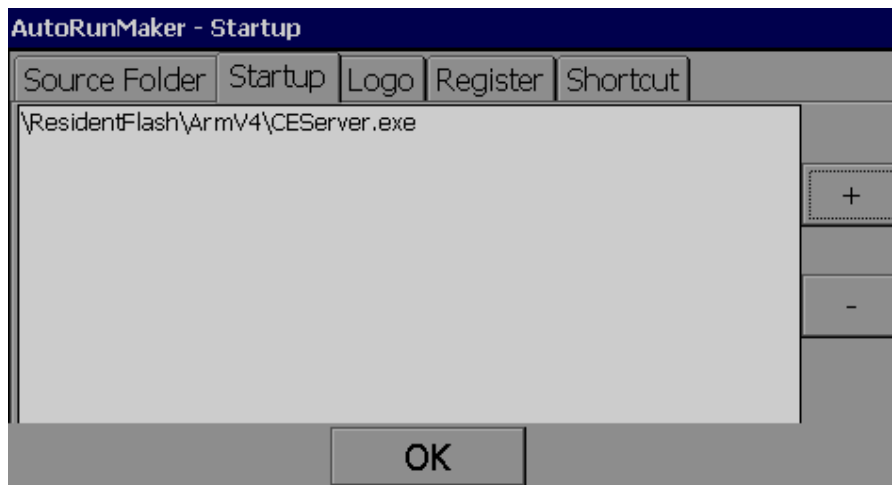 AutoRunMaker - Startup
Source Folder Startup Logo Register Shortcut
\ResidentFlash\ArmV4\CEServer.exe
+
-
OK